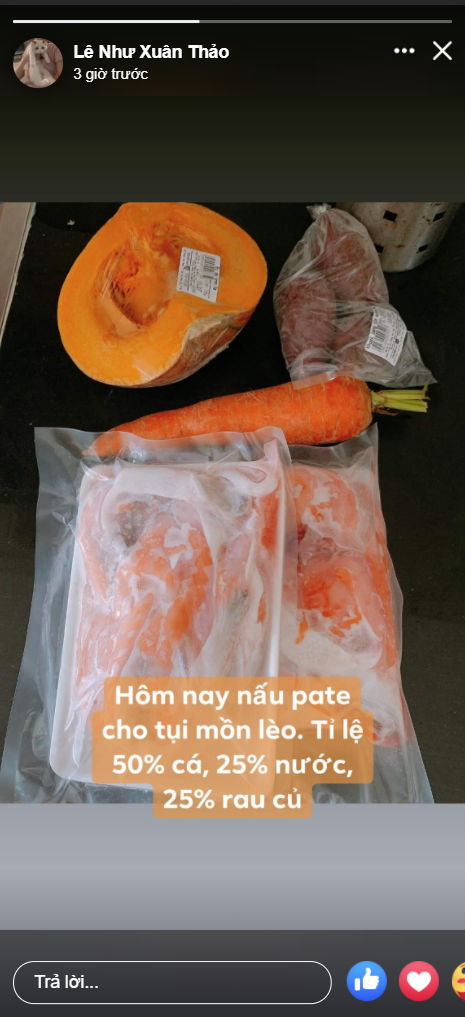 Lê Như Xuân Thảo
3 giờ trước
Hôm nay nấu pate
cho tụi mồn lèo. Tỉ lệ
50% cá, 25% nước,
25% rau củ
Trả lời...